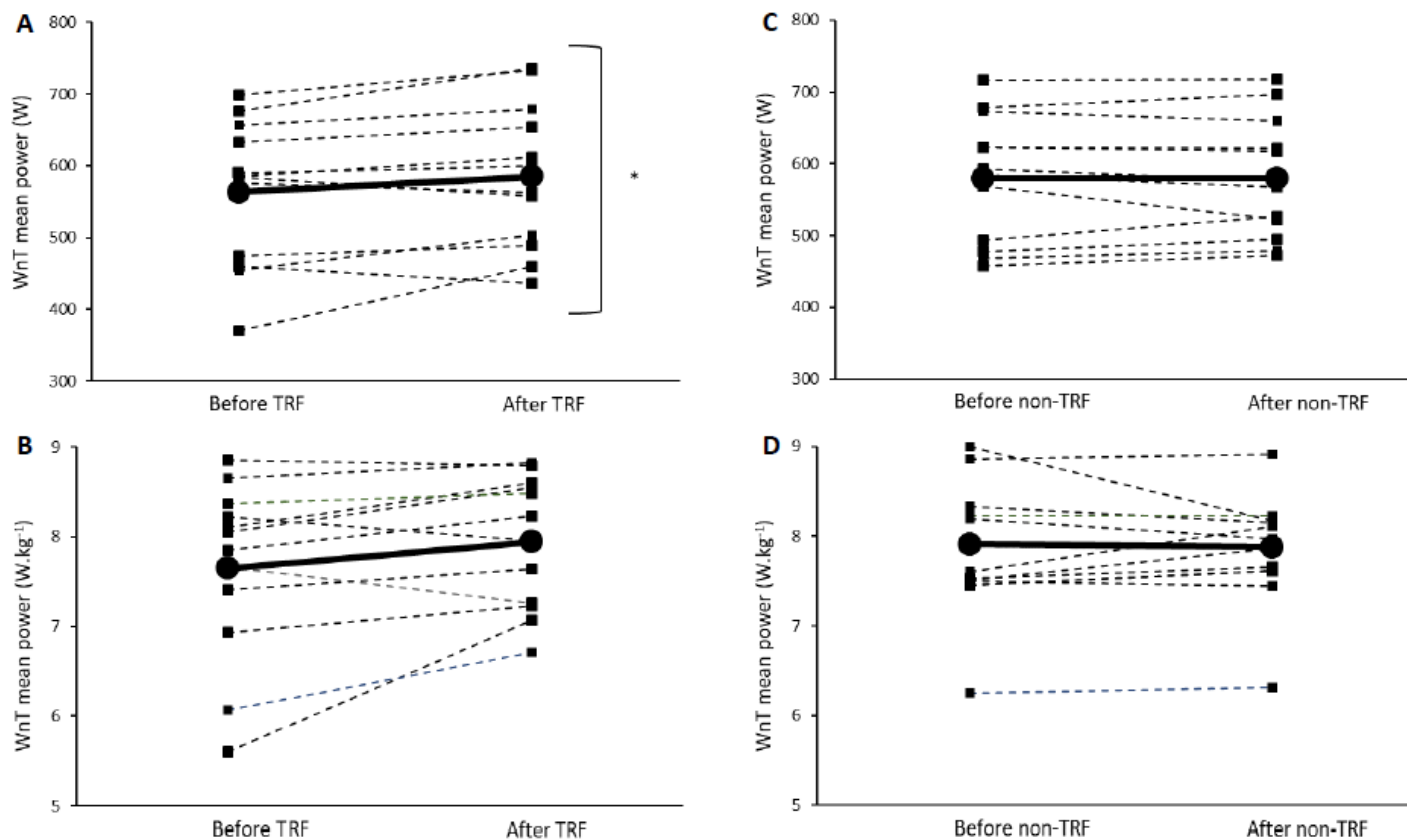 A
WnT mean power (W)
800
700
600
500
400
300
*
Before TRF
After TRF
C
WnT mean power (W)
800
700
600
500
400
300
Before non-TRF
After non-TRF
B
WnT mean power (W.kg⁻¹)
9
8
7
6
5
Before TRF
After TRF
D
WnT mean power (W.kg⁻¹)
9
8
7
6
5
Before non-TRF
After non-TRF